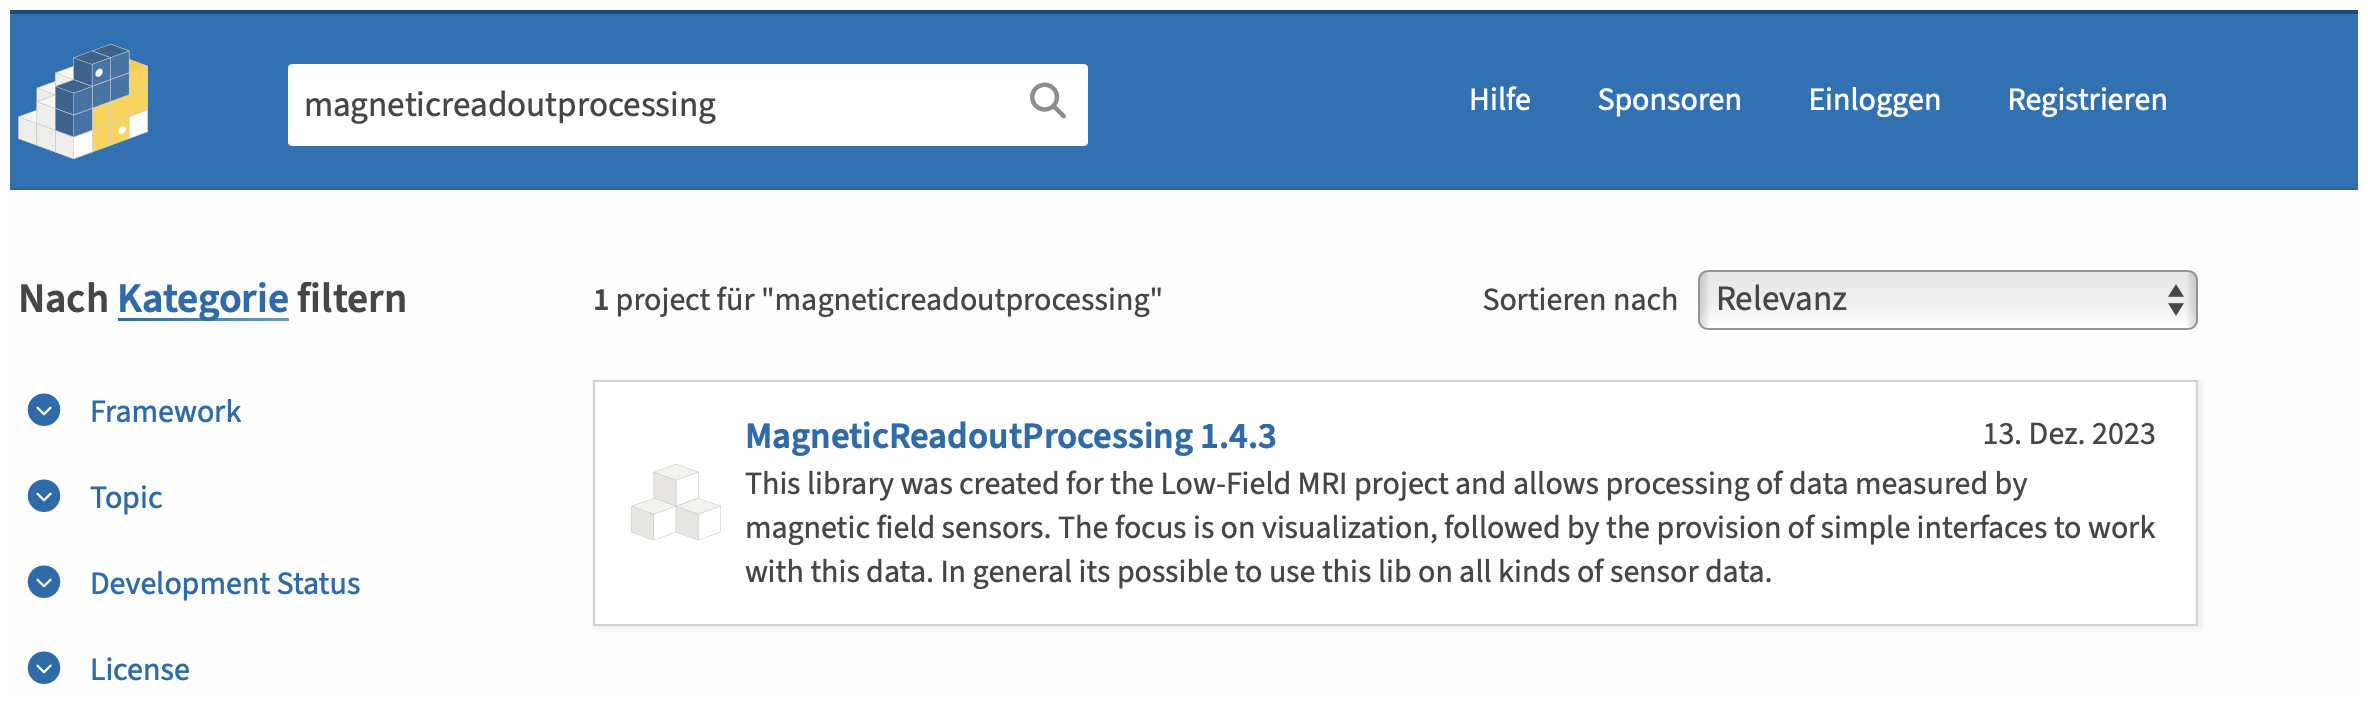 magneticreadoutprocessing
Hilfe
Sponsoren
Einloggen
Registrieren
Nach Kategorie filtern
1 project für "magneticreadoutprocessing"
Sortieren nach
Relevanz
Framework
Topic
Development Status
License
MagneticReadoutProcessing 1.4.3
13. Dez. 2023
This library was created for the Low-Field MRI project and allows processing of data measured by
magnetic field sensors. The focus is on visualization, followed by the provision of simple interfaces to work
with this data. In general its possible to use this lib on all kinds of sensor data.